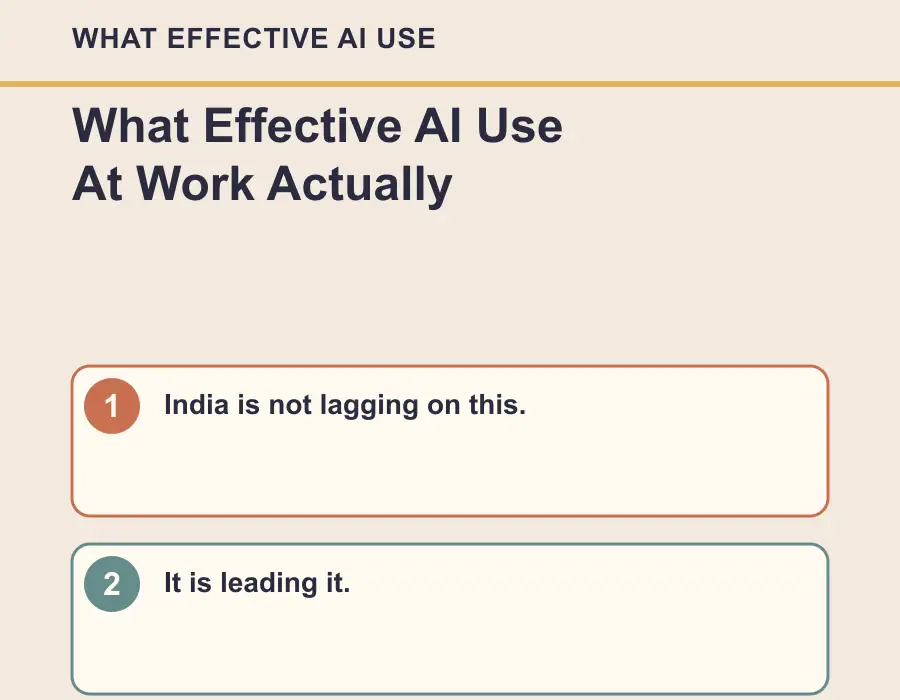 WHAT EFFECTIVE AI USE
What Effective AI Use
At Work Actually
1
India is not lagging on this.
2
It is leading it.